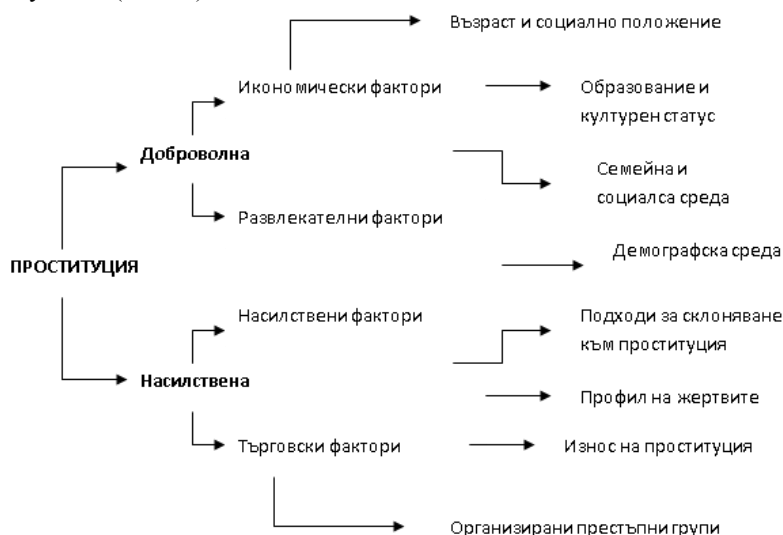 Възраст и социално положение
Икономически фактори
Образование и
културен статус
Доброволна
Семейна и
социалса среда
Развлекателни фактори
Демографска среда
ПРОСТИТУЦИЯ
Насилствени фактори
Подходи за склоняване
към проституция
Насилствена
Профил на жертвите
Търговски фактори
Износ на проституция
Организирани престъпни групи